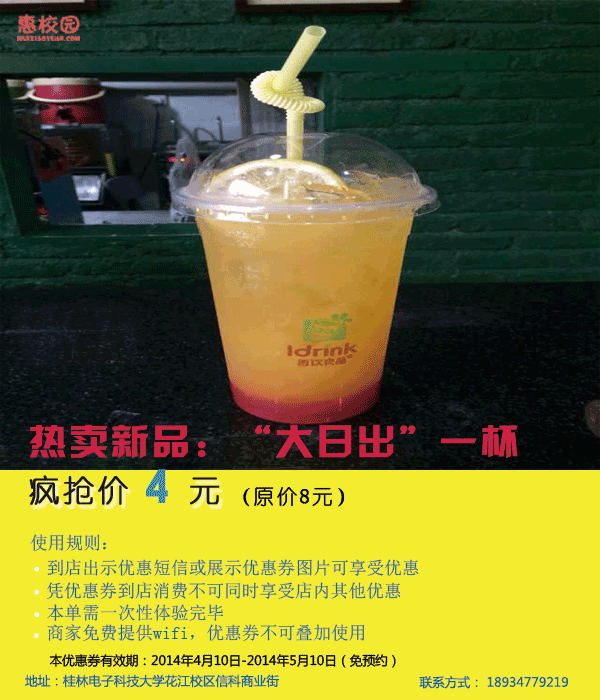 惠校园
HUIXIAOYUAN.COM
Idrink
热卖新品：“大日出”一杯
疯抢价 4 元 （原价8元）
使用规则：
到店出示优惠短信或展示优惠券图片可享受优惠
凭优惠券到店消费不可同时享受店内其他优惠
本单需一次性体验完毕
商家免费提供wifi，优惠券不可叠加使用
本优惠券有效期：2014年4月10日-2014年5月10日（免预约）
地址：桂林电子科技大学花江校区信科商业街 联系方式： 18934779219